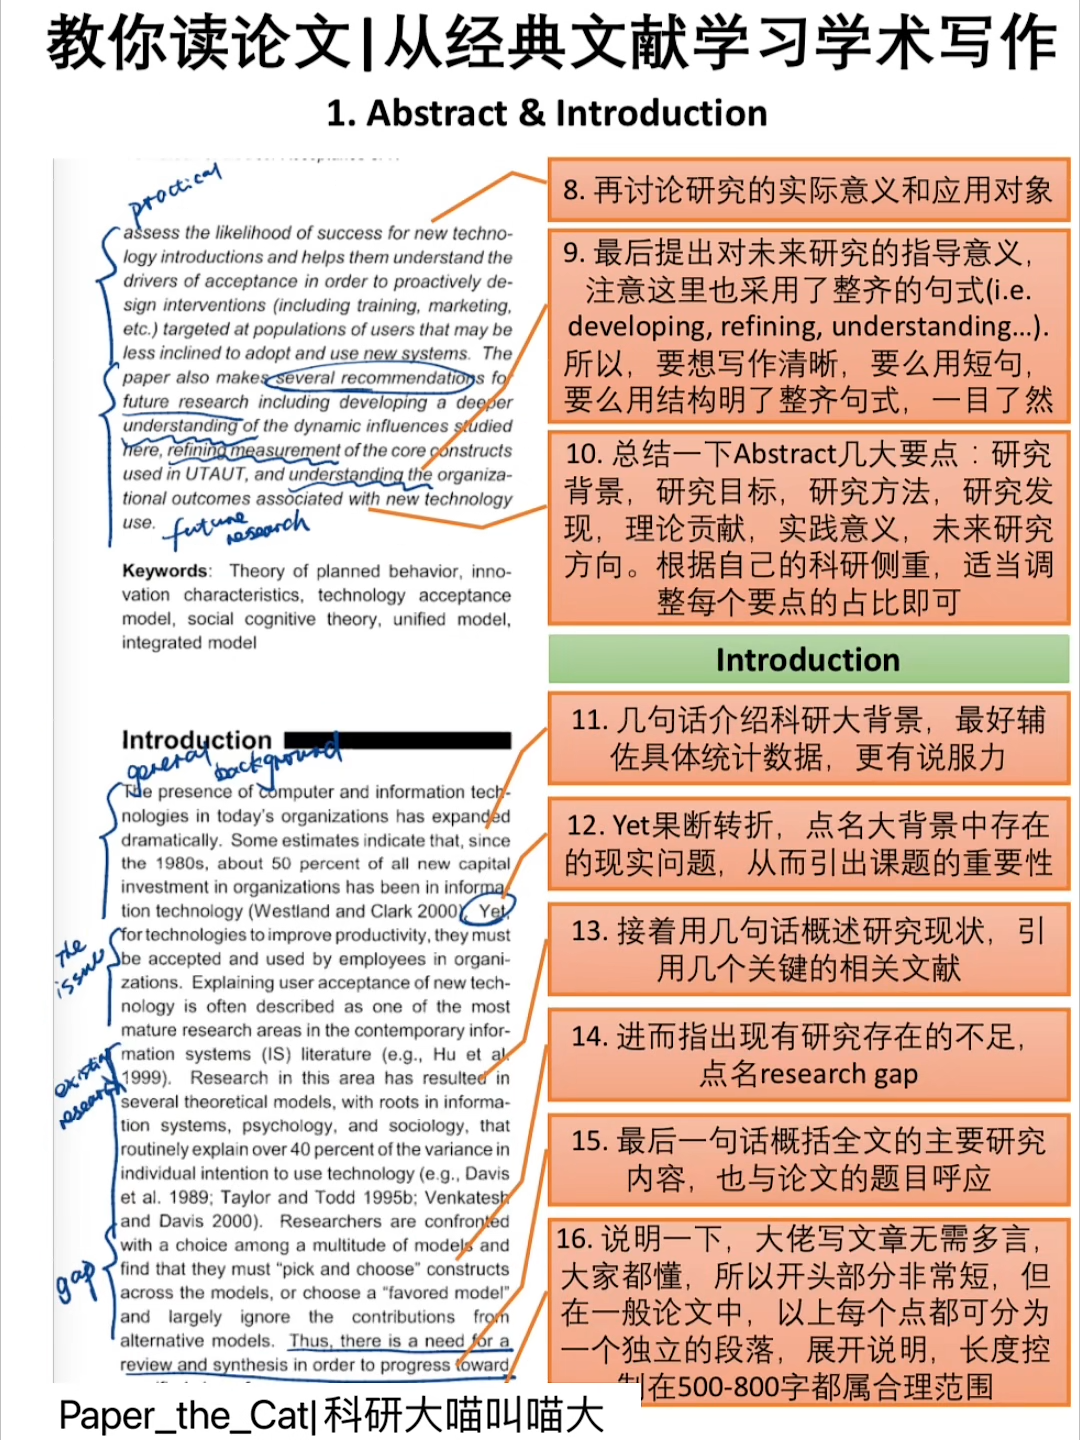 教你读论文|从经典文献学习学术写作
1. Abstract & Introduction
practical
assess the likelihood of success for new techno-
logy introductions and helps them understand the
drivers of acceptance in order to proactively de-
sign interventions (including training, marketing,
etc.) targeted at populations of users that may be
less inclined to adopt and use new systems. The
paper also makes several recommendations for
future research including developing a deeper
understanding of the dynamic influences studied
here, refining measurement of the core constructs
used in UTAUT, and understanding the organiza-
tional outcomes associated with new technology
use.
future
research
Keywords: Theory of planned behavior, inno-
vation characteristics, technology acceptance
model, social cognitive theory, unified model,
integrated model
Introduction
general background
The presence of computer and information tech-
nologies in today's organizations has expanded
dramatically. Some estimates indicate that, since
the 1980s, about 50 percent of all new capital
investment in organizations has been in informa-
tion technology (Westland and Clark 2000). Yet,
for technologies to improve productivity, they must
be accepted and used by employees in organi-
zations. Explaining user acceptance of new tech-
nology is often described as one of the most
mature research areas in the contemporary infor-
mation systems (IS) literature (e.g., Hu et al.
1999). Research in this area has resulted in
several theoretical models, with roots in informa-
tion systems, psychology, and sociology, that
routinely explain over 40 percent of the variance in
individual intention to use technology (e.g., Davis
et al. 1989; Taylor and Todd 1995b; Venkatesh
and Davis 2000). Researchers are confronted
with a choice among a multitude of models and
find that they must "pick and choose" constructs
across the models, or choose a "favored model"
and largely ignore the contributions from
alternative models. Thus, there is a need for a
review and synthesis in order to progress toward
the
issue
existing
research
gap
8. 再讨论研究的实际意义和应用对象
9. 最后提出对未来研究的指导意义，
注意这里也采用了整齐的句式(i.e.
developing, refining, understanding…).
所以，要想写作清晰，要么用短句，
要么用结构明了整齐句式，一目了然
10. 总结一下Abstract几大要点：研究
背景，研究目标，研究方法，研究发
现，理论贡献，实践意义，未来研究
方向。根据自己的科研侧重，适当调
整每个要点的占比即可
Introduction
11. 几句话介绍科研大背景，最好辅
佐具体统计数据，更有说服力
12. Yet果断转折，点名大背景中存在
的现实问题，从而引出课题的重要性
13. 接着用几句话概述研究现状，引
用几个关键的相关文献
14. 进而指出现有研究存在的不足，
点名research gap
15. 最后一句话概括全文的主要研究
内容，也与论文的题目呼应
16. 说明一下，大佬写文章无需多言，
大家都懂，所以开头部分非常短，但
在一般论文中，以上每个点都可分为
一个独立的段落，展开说明，长度控
制在500-800字都属合理范围
Paper_the_Cat|科研大喵叫喵大